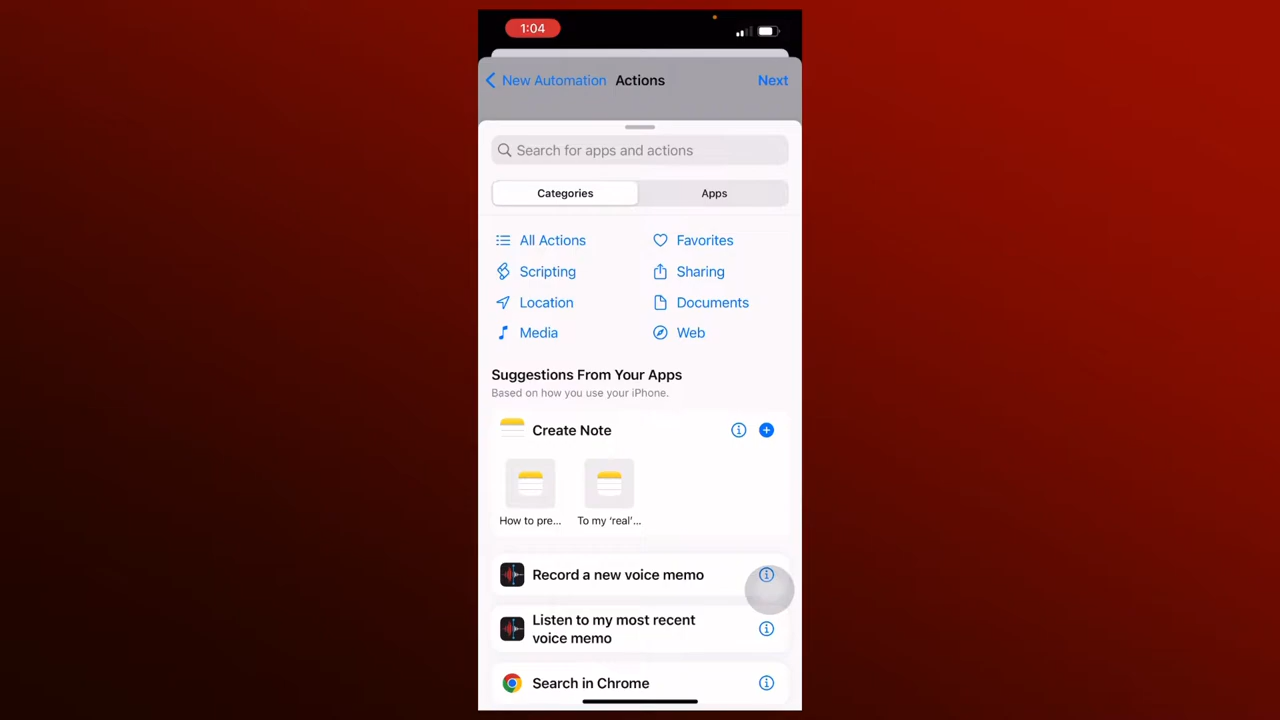 1:04
New Automation
Actions
Next
Search for apps and actions
Categories
Apps
All Actions
Favorites
Scripting
Sharing
Location
Documents
Media
Web
Suggestions From Your Apps
Based on how you use your iPhone.
Create Note
How to pre...
To my ‘real’...
Record a new voice memo
Listen to my most recent
voice memo
Search in Chrome